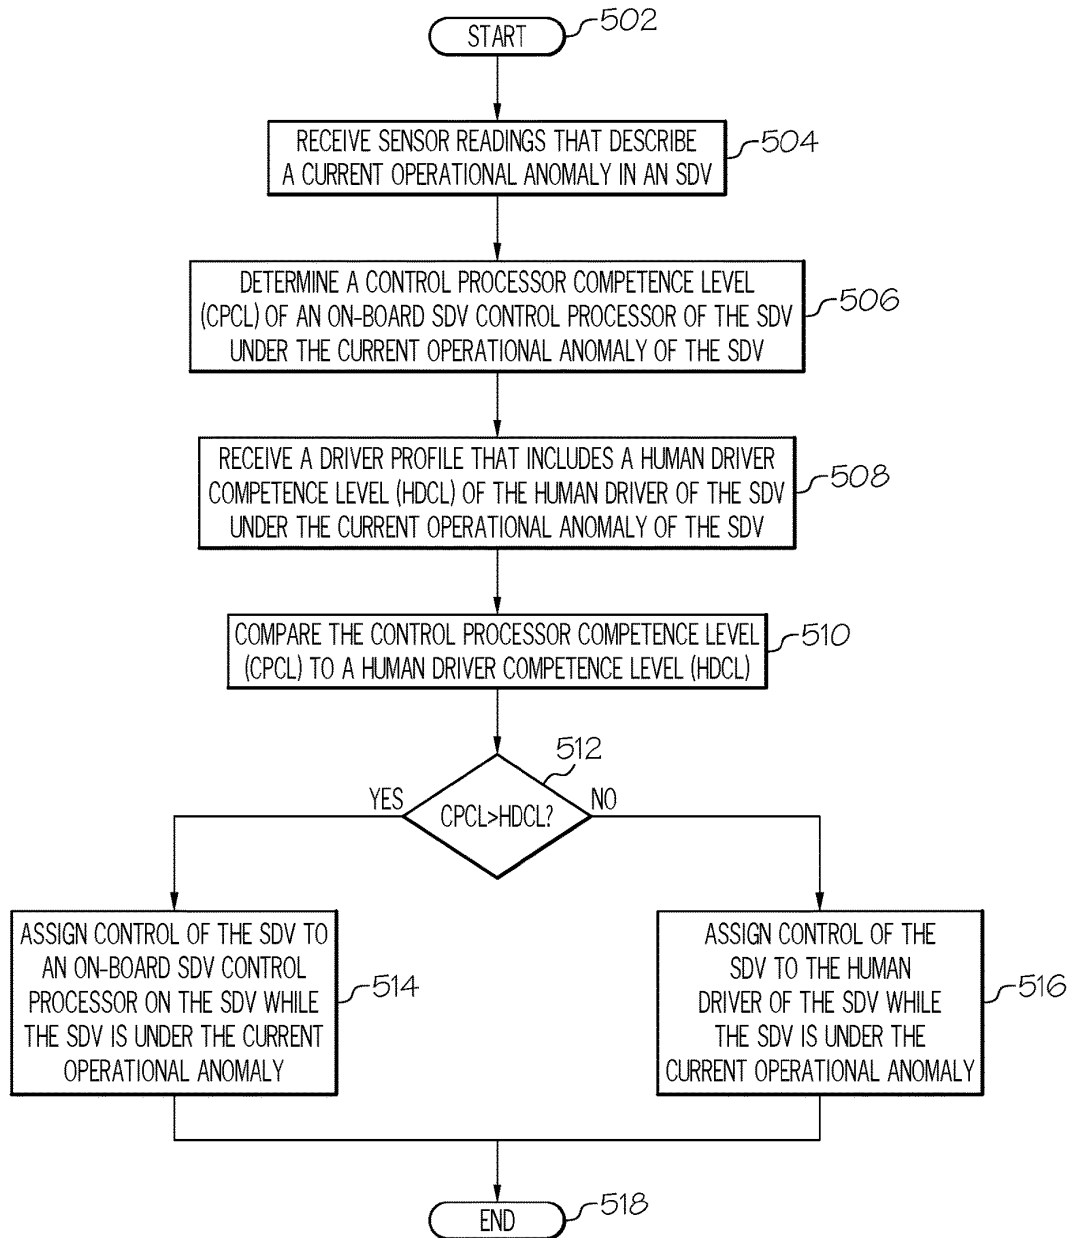 START
502
RECEIVE SENSOR READINGS THAT DESCRIBE
A CURRENT OPERATIONAL ANOMALY IN AN SDV
504
DETERMINE A CONTROL PROCESSOR COMPETENCE LEVEL
(CPCL) OF AN ON-BOARD SDV CONTROL PROCESSOR OF THE SDV
UNDER THE CURRENT OPERATIONAL ANOMALY OF THE SDV
506
RECEIVE A DRIVER PROFILE THAT INCLUDES A HUMAN DRIVER
COMPETENCE LEVEL (HDCL) OF THE HUMAN DRIVER OF THE SDV
UNDER THE CURRENT OPERATIONAL ANOMALY OF THE SDV
508
COMPARE THE CONTROL PROCESSOR COMPETENCE LEVEL
(CPCL) TO A HUMAN DRIVER COMPETENCE LEVEL (HDCL)
510
512
YES
CPCL>HDCL?
NO
ASSIGN CONTROL OF THE SDV TO
AN ON-BOARD SDV CONTROL
PROCESSOR ON THE SDV WHILE
THE SDV IS UNDER THE CURRENT
OPERATIONAL ANOMALY
514
ASSIGN CONTROL OF THE
SDV TO THE HUMAN
DRIVER OF THE SDV WHILE
THE SDV IS UNDER THE
CURRENT OPERATIONAL ANOMALY
516
END
518